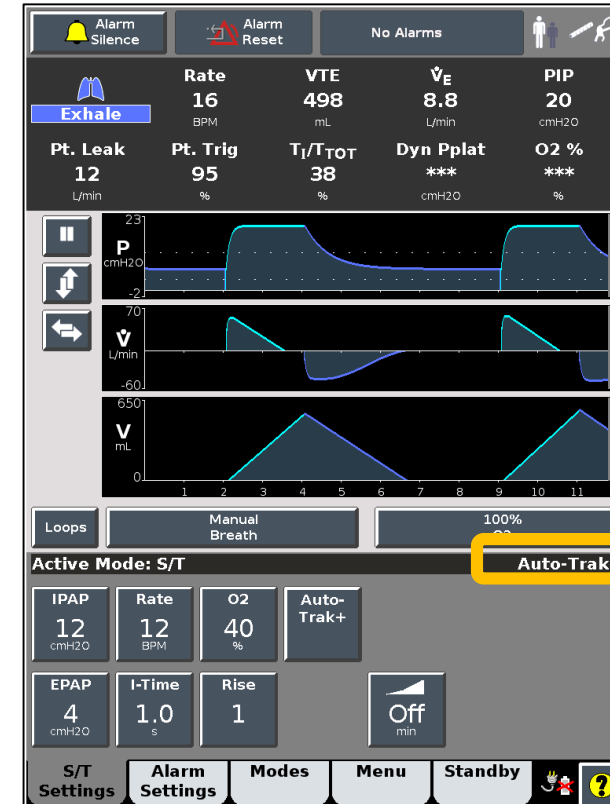 Alarm Silence
Alarm Reset
No Alarms
Exhale
Rate
16
BPM
VTE
498
mL
V̇E
8.8
L/min
PIP
20
cmH2O
Pt. Leak
12
L/min
Pt. Trig
95
%
TI/TTOT
38
%
Dyn Pplat
***
cmH2O
O2 %
***
%
23
P
cmH2O
-2
70
V̇
L/min
-60
650
V
mL
0
1 2 3 4 5 6 7 8 9 10 11
Loops
Manual
Breath
100%
O2
Active Mode: S/T
Auto-Trak
IPAP
12
cmH2O
Rate
12
BPM
O2
40
%
Auto-
Trak+
EPAP
4
cmH2O
I-Time
1.0
s
Rise
1
Off
min
S/T
Settings
Alarm
Settings
Modes
Menu
Standby
?